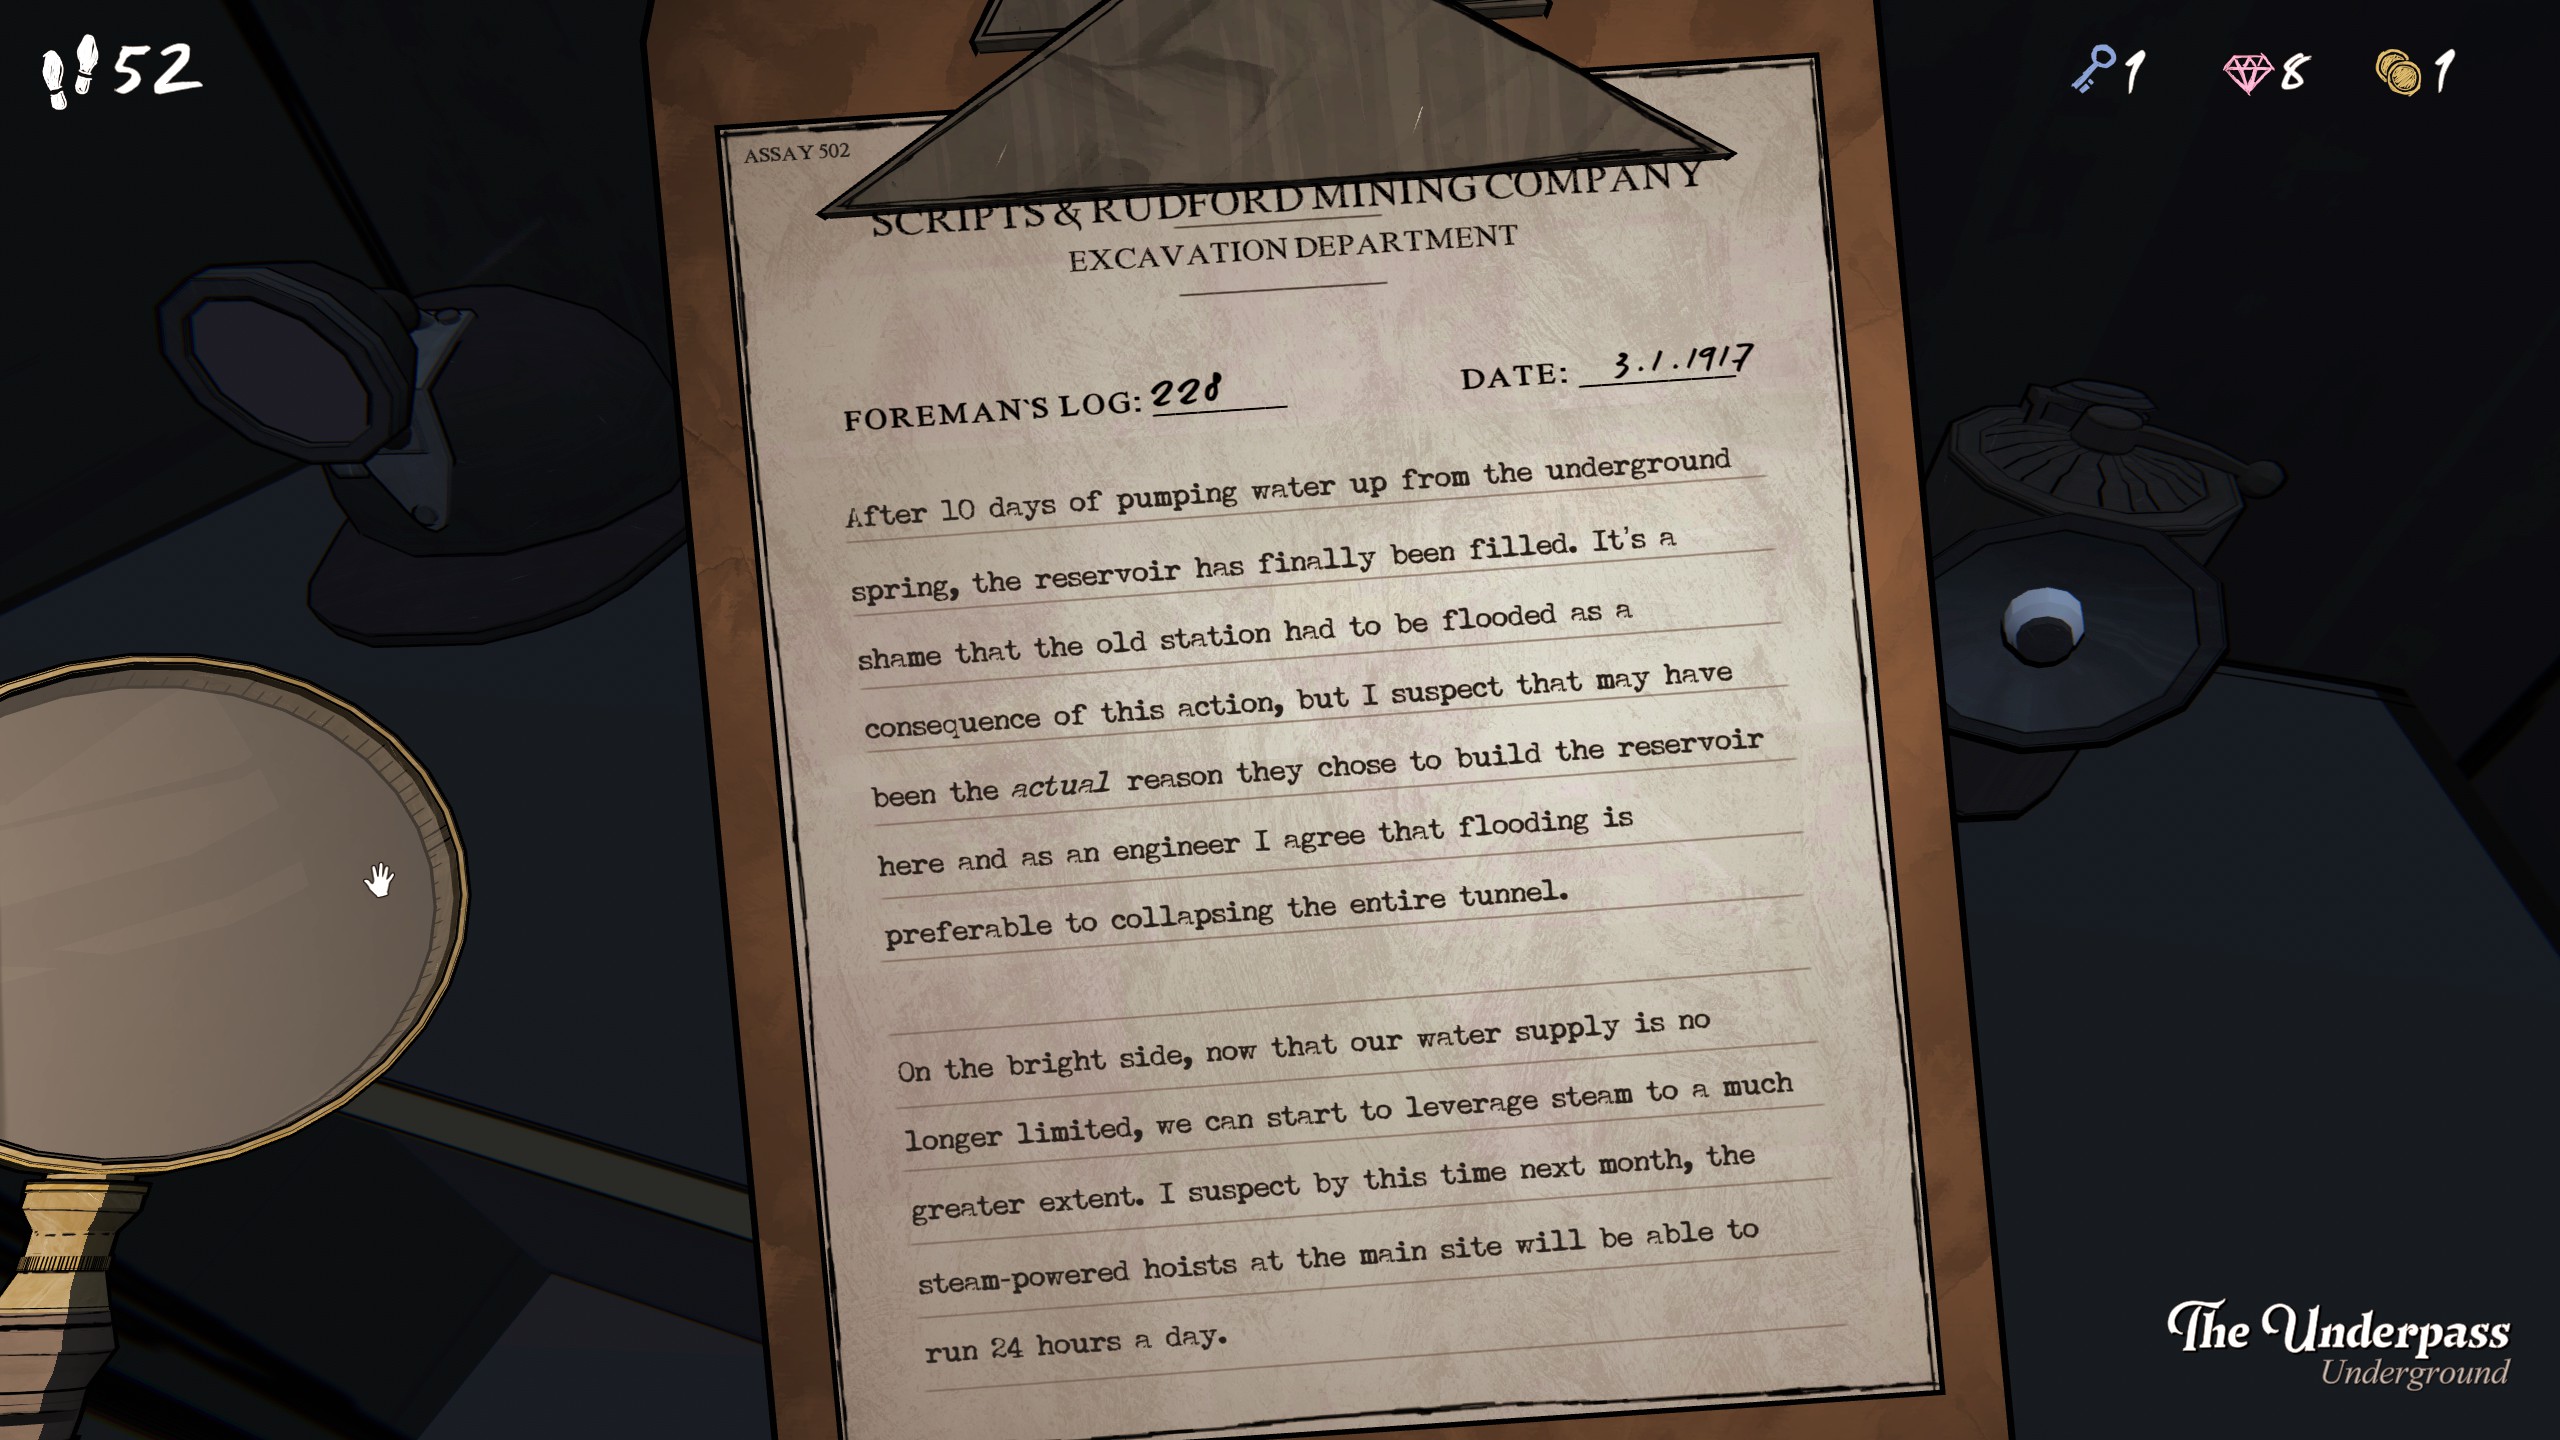 52
1
8
1
ASSAY 502
SCRIPTS & RUDFORD MINING COMPANY
EXCAVATION DEPARTMENT
FOREMAN'S LOG: 228
DATE: 3.1.1917
After 10 days of pumping water up from the underground
spring, the reservoir has finally been filled. It's a
shame that the old station had to be flooded as a
consequence of this action, but I suspect that may have
been the actual reason they chose to build the reservoir
here and as an engineer I agree that flooding is
preferable to collapsing the entire tunnel.
On the bright side, now that our water supply is no
longer limited, we can start to leverage steam to a much
greater extent. I suspect by this time next month, the
steam-powered hoists at the main site will be able to
run 24 hours a day.
The Underpass
Underground